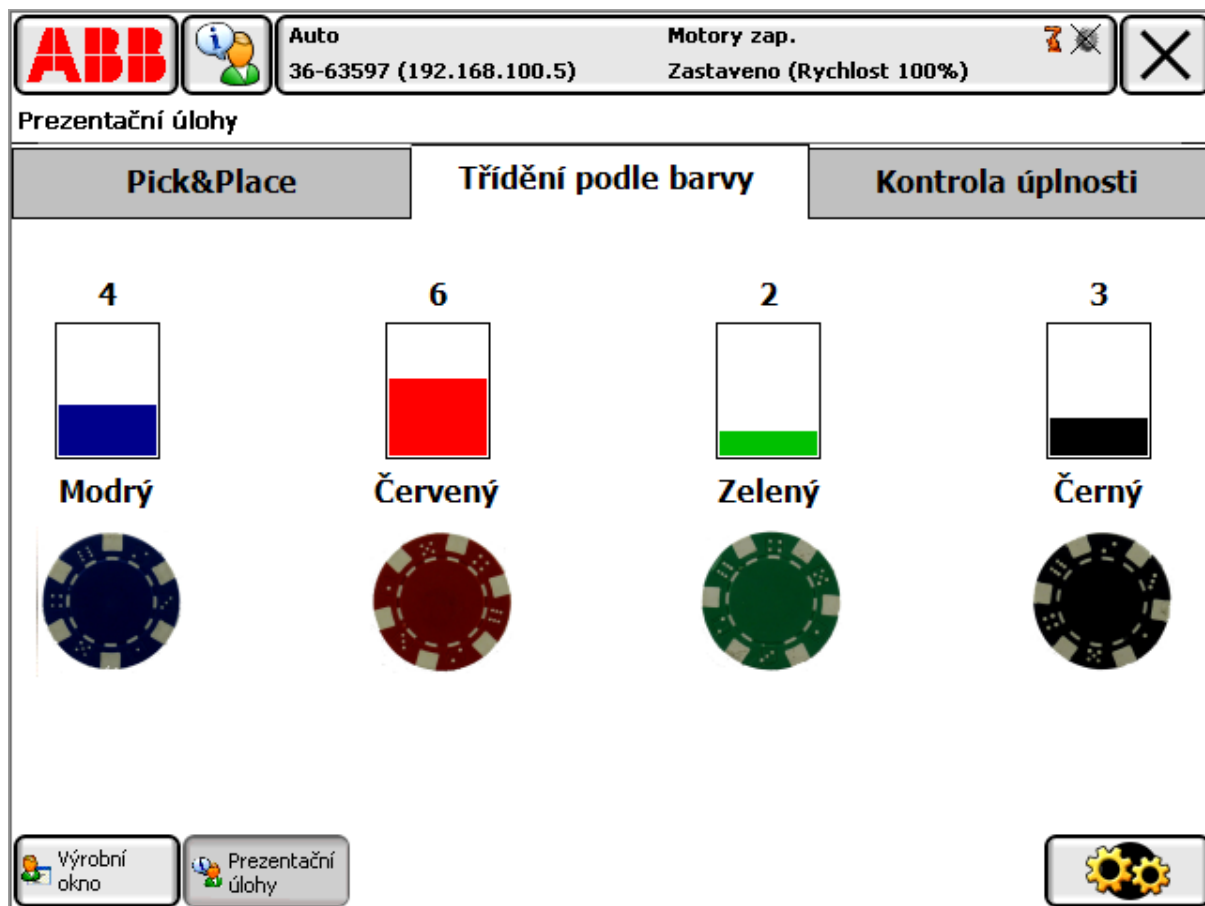 ABB
Auto
Motory zap.
36-63597 (192.168.100.5)
Zastaveno (Rychlost 100%)
Prezentační úlohy
Pick&Place
Třídění podle barvy
Kontrola úplnosti
4
6
2
3
Modrý
Červený
Zelený
Černý
Výrobní
okno
Prezentační
úlohy